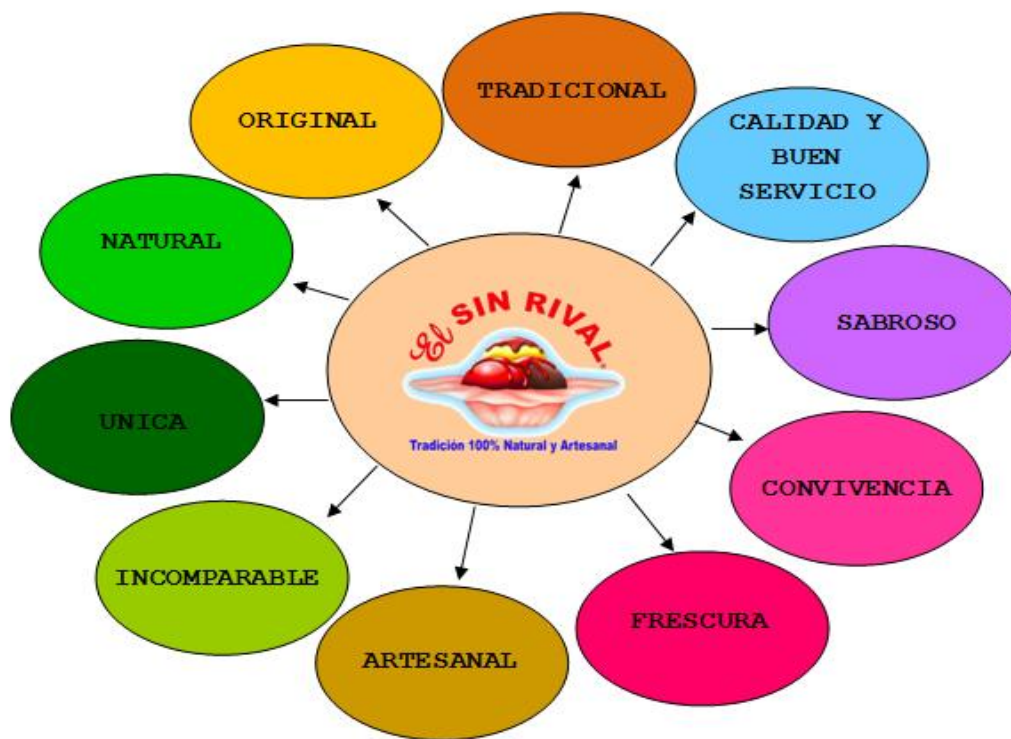 TRADICIONAL
ORIGINAL
CALIDAD Y
BUEN
SERVICIO
NATURAL
SABROSO
El SIN RIVAL
Tradición 100% Natural y Artesanal
UNICA
CONVIVENCIA
INCOMPARABLE
FRESCURA
ARTESANAL